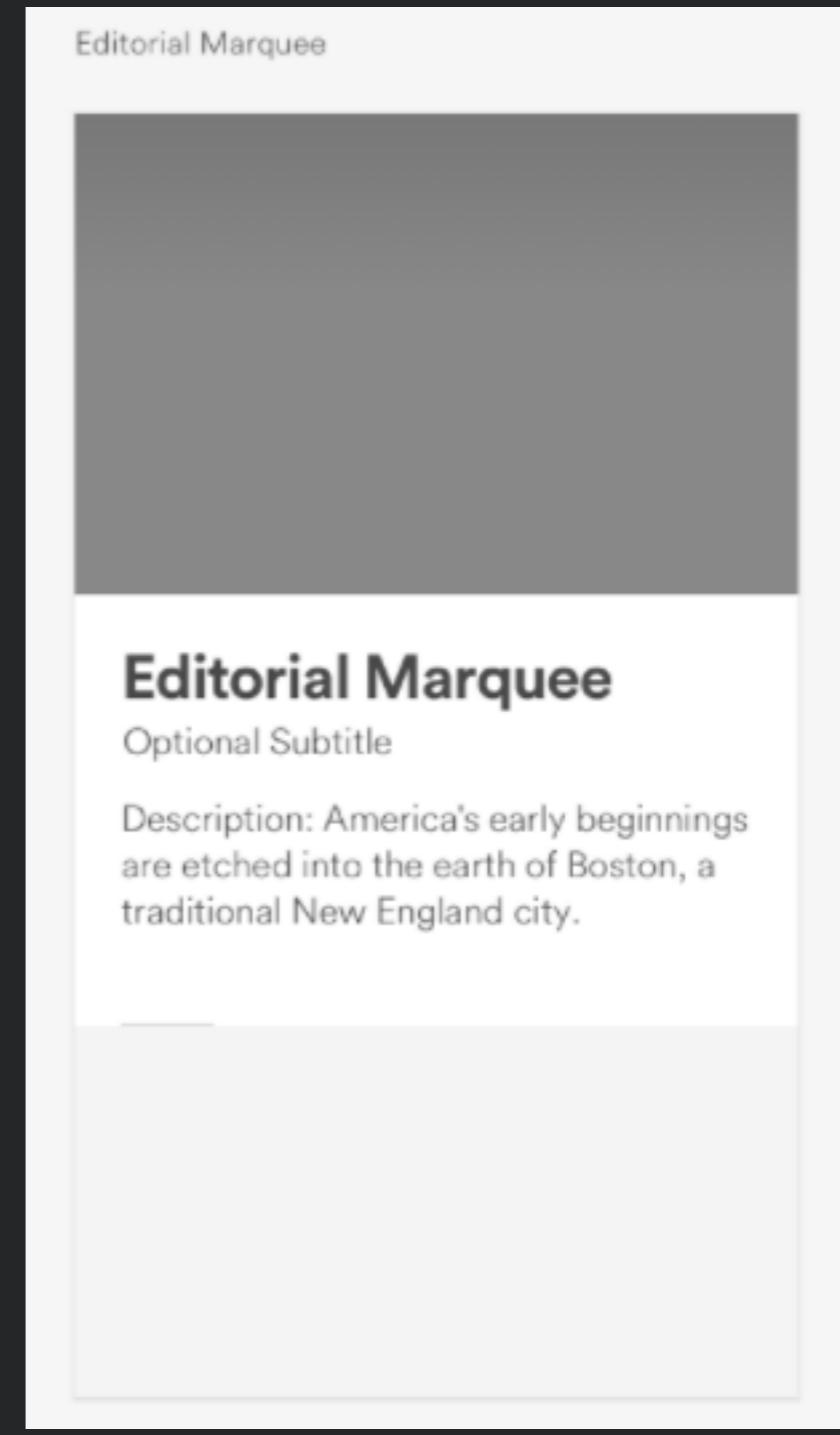 Editorial Marquee
Editorial Marquee
Optional Subtitle
Description: America's early beginnings
are etched into the earth of Boston, a
traditional New England city.